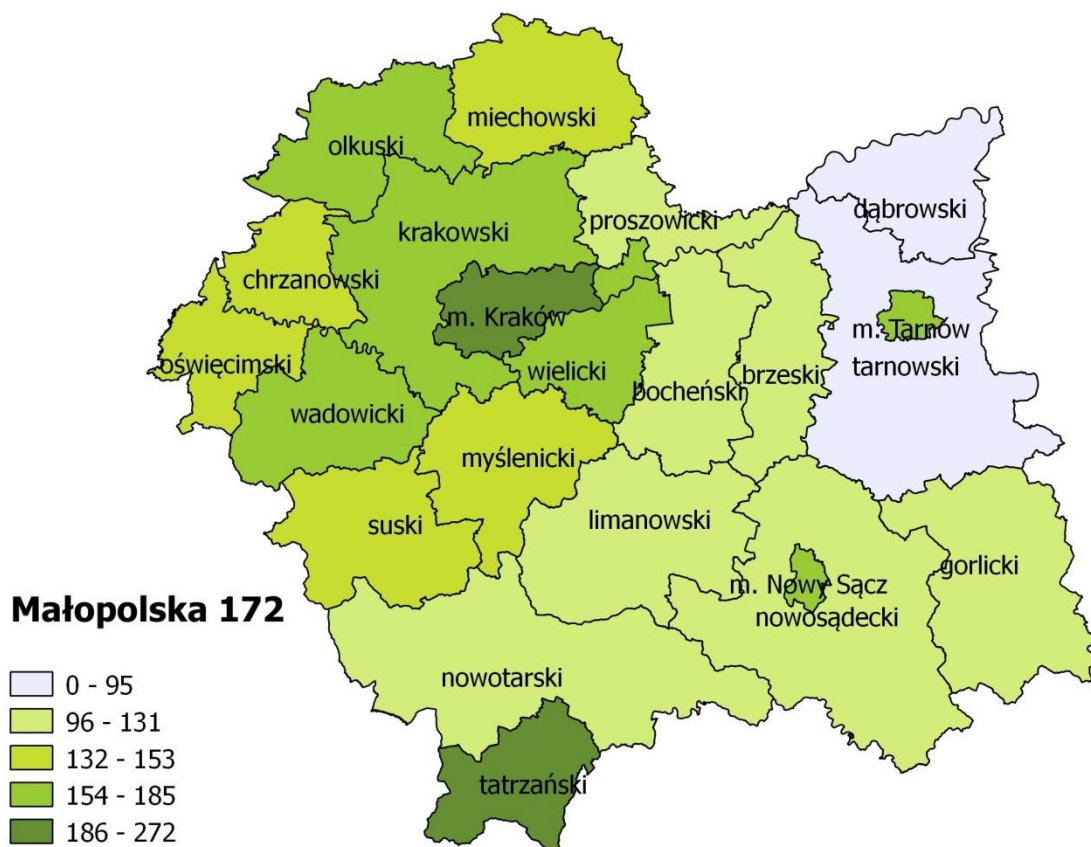 miechowski
olkuski
dąbrowski
proszowicki
krakowski
chrzanowski
m. Kraków
m. Tarnów
oświęcimski
wielicki
tarnowski
brzeski
bocheński
wadowicki
myślenicki
limanowski
suski
gorlicki
m. Nowy Sącz
Małopolska 172
nowosądecki
nowotarski
0 - 95
96 - 131
132 - 153
tatrzański
154 - 185
186 - 272